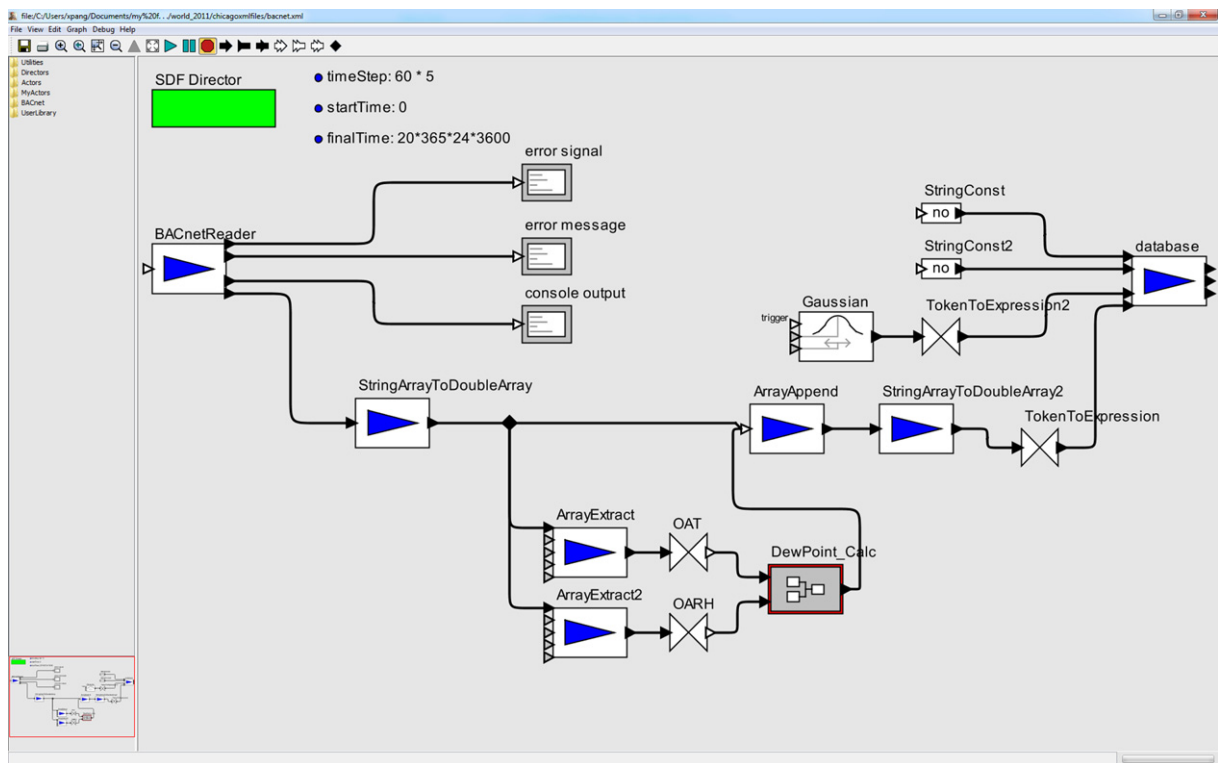 file:/C:/Users/xpang/Documents/my%20f. . ./world_2011/chicagoxmlfiles/bacnet.xml
File View Edit Graph Debug Help
Utilities
Directors
Actors
MyActors
BACnet
UserLibrary
SDF Director
timeStep: 60 * 5
startTime: 0
finalTime: 20*365*24*3600
error signal
StringConst
no
error message
BACnetReader
StringConst2
no
database
console output
Gaussian
TokenToExpression2
trigger
StringArrayToDoubleArray
ArrayAppend
StringArrayToDoubleArray2
TokenToExpression
ArrayExtract
OAT
DewPoint_Calc
ArrayExtract2
OARH